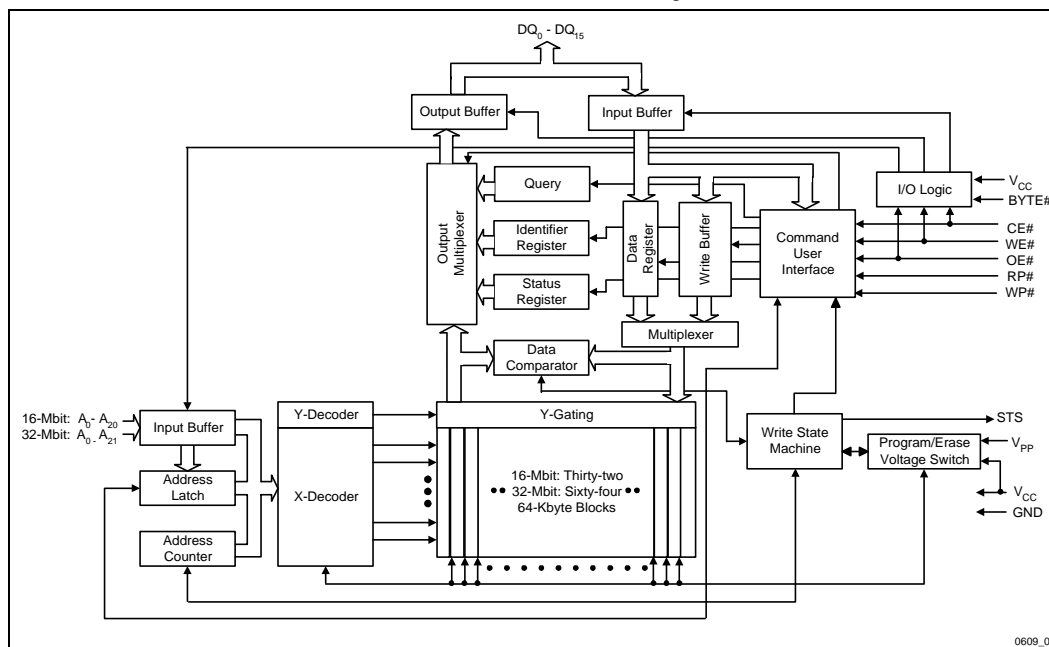 DQ0 - DQ15
Output Buffer
Input Buffer
Output
Multiplexer
Query
Identifier
Register
Status
Register
Data
Register
Write Buffer
Command
User
Interface
I/O Logic
VCC
BYTE#
CE#
WE#
OE#
RP#
WP#
Multiplexer
Data
Comparator
16-Mbit: A0- A20
32-Mbit: A0 - A21
Input Buffer
Address
Latch
Address
Counter
Y-Decoder
X-Decoder
Y-Gating
16-Mbit: Thirty-two
32-Mbit: Sixty-four
64-Kbyte Blocks
Write State
Machine
STS
Program/Erase
Voltage Switch
VPP
VCC
GND